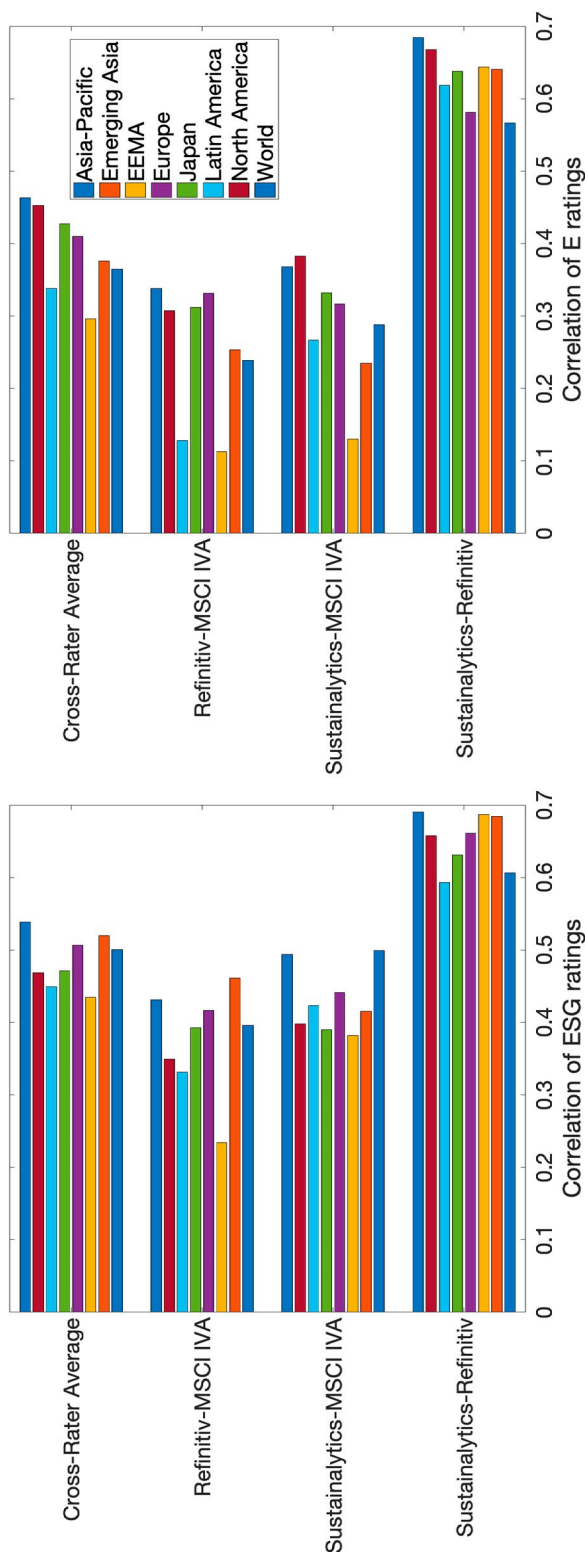 Cross-Rater Average
Refinitiv-MSCI IVA
Sustainalytics-MSCI IVA
Sustainalytics-Refinitiv
0
0.1
0.2
0.3
0.4
0.5
0.6
0.7
Correlation of ESG ratings
Cross-Rater Average
Refinitiv-MSCI IVA
Sustainalytics-MSCI IVA
Sustainalytics-Refinitiv
0
0.1
0.2
0.3
0.4
0.5
0.6
0.7
Correlation of E ratings
Asia-Pacific
Emerging Asia
EEMA
Europe
Japan
Latin America
North America
World